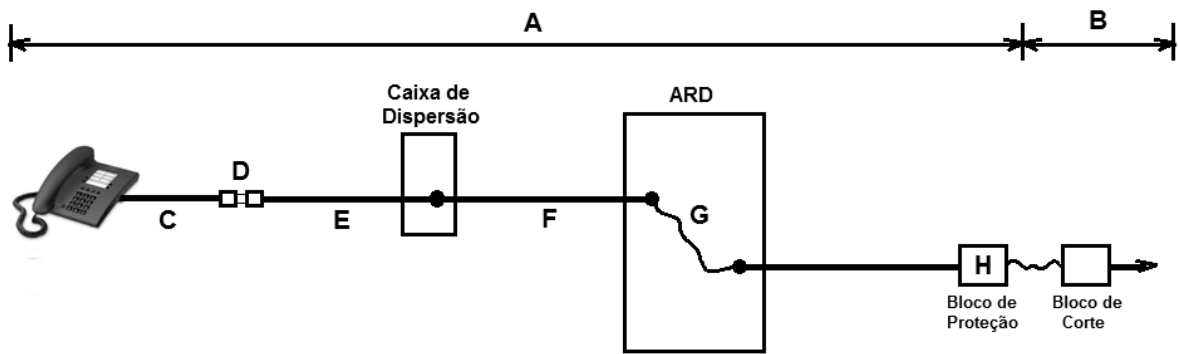 A
B
Caixa de
Dispersão
ARD
D
C
E
F
G
H
Bloco de
Proteção
Bloco de
Corte